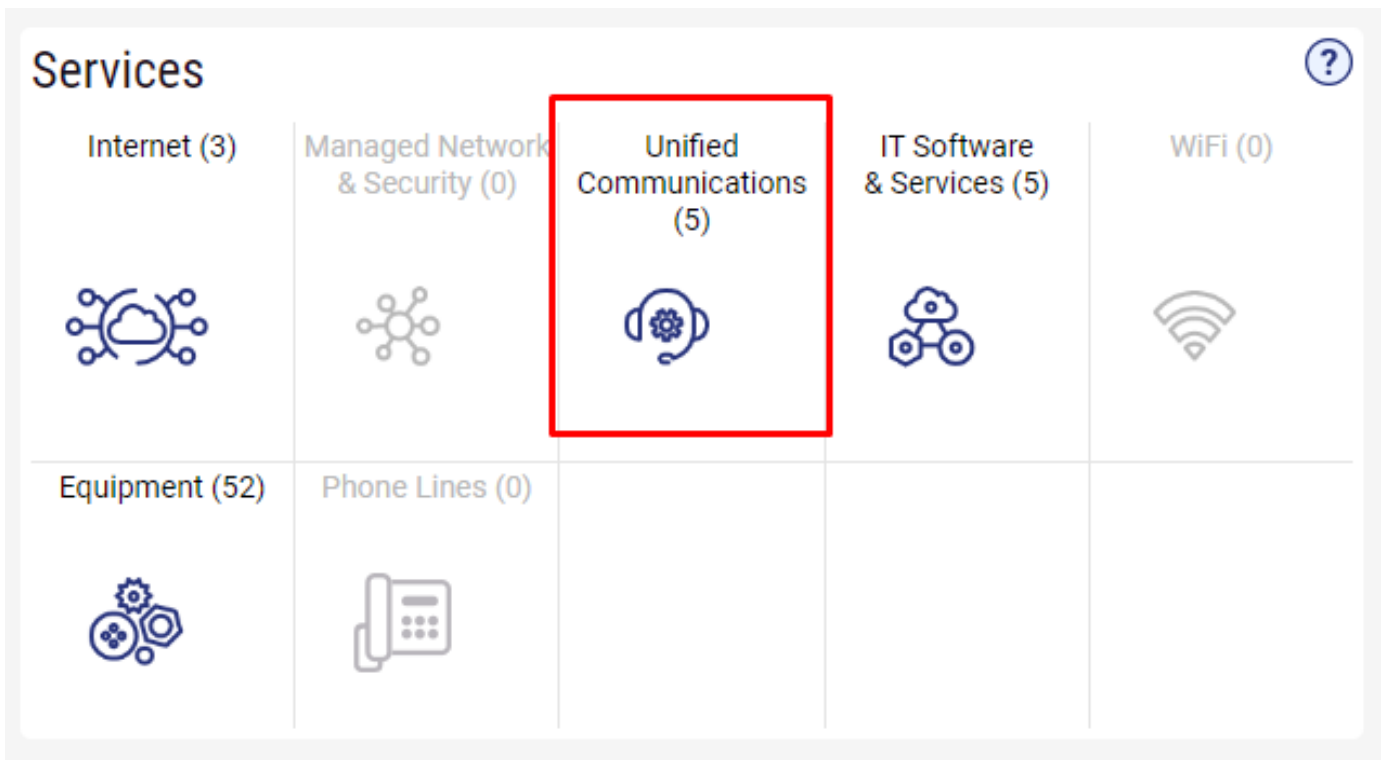 Services
?
Internet (3)
Managed Network
& Security (0)
Unified
Communications
(5)
IT Software
& Services (5)
WiFi (0)
Equipment (52)
Phone Lines (0)